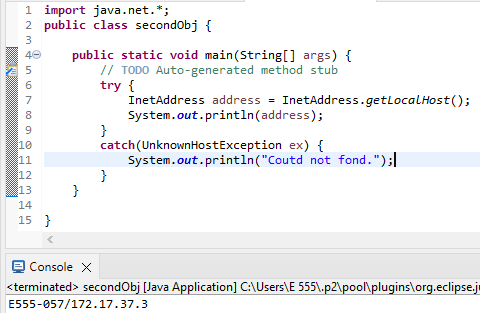 1 import java.net.*;
2 public class secondObj {
3
4 public static void main(String[] args) {
5 // TODO Auto-generated method stub
6 try {
7 InetAddress address = InetAddress.getLocalHost();
8 System.out.println(address);
9 }
10 catch(UnknownHostException ex) {
11 System.out.println("Coutd not fond.");
12 }
13 }
14
15 }
Console
<terminated> secondObj [Java Application] C:\Users\E 555\.p2\pool\plugins\org.eclipse.ju
E555-057/172.17.37.3